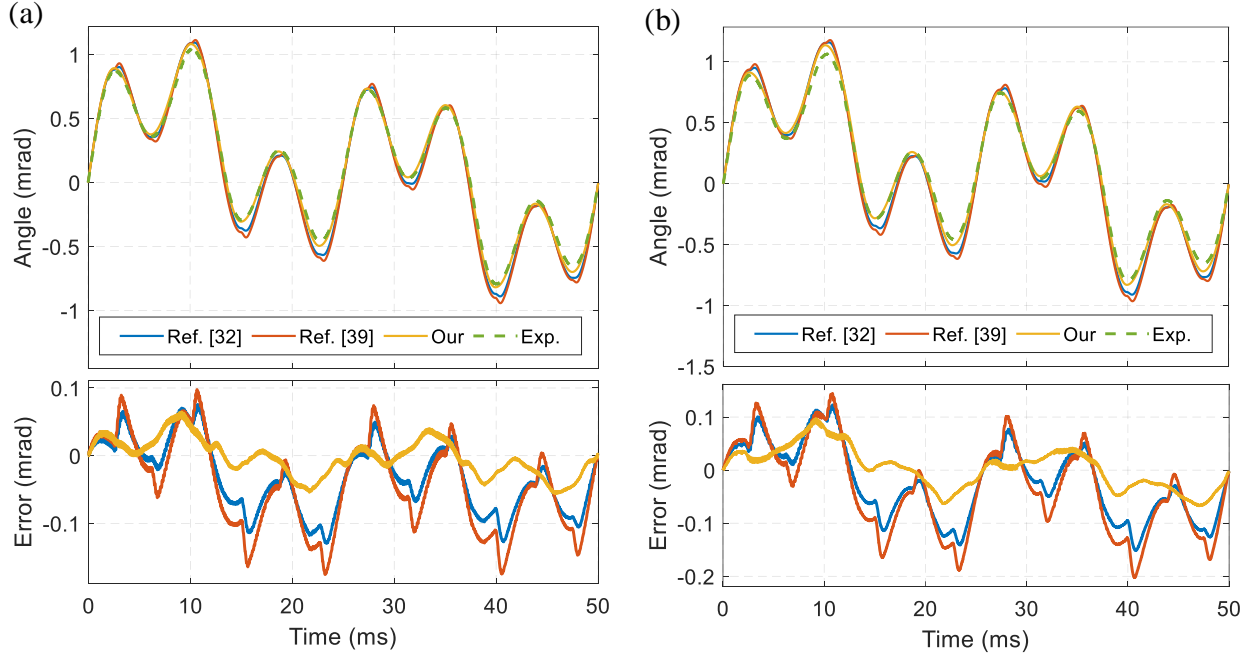 (a)
Angle (mrad)
1
0.5
0
-0.5
-1
Ref. [32] Ref. [39] Our Exp.
Error (mrad)
0.1
0
-0.1
0 10 20 30 40 50
Time (ms)
(b)
Angle (mrad)
1
0.5
0
-0.5
-1
Ref. [32] Ref. [39] Our Exp.
-1.5
Error (mrad)
0.1
0
-0.1
-0.2
0 10 20 30 40 50
Time (ms)